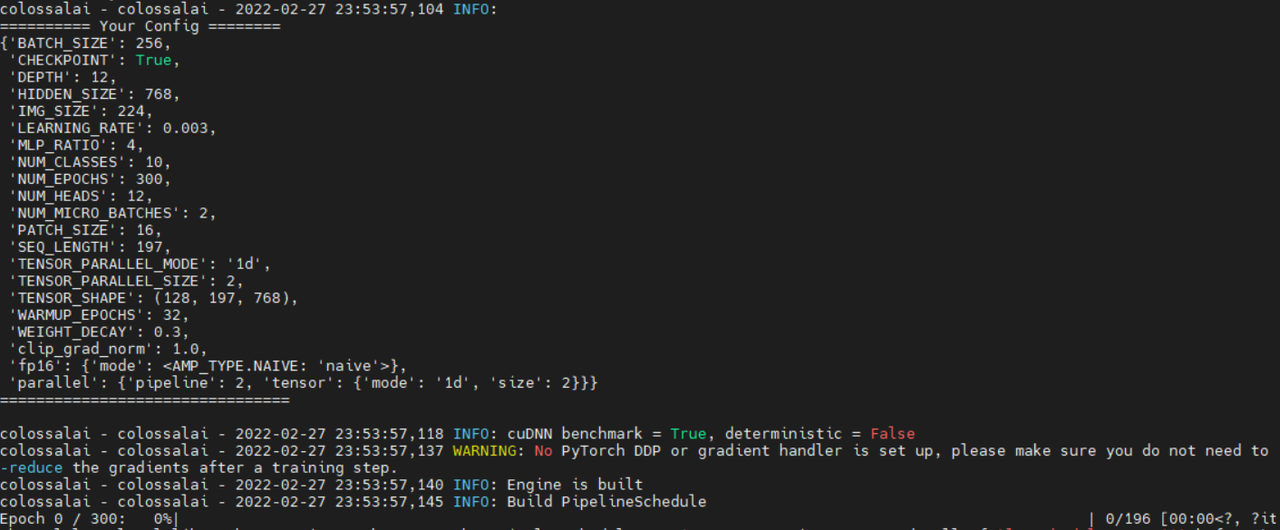 colossalai - colossalai - 2022-02-27 23:53:57,104 INFO:
========== Your Config ========
{'BATCH_SIZE': 256,
 'CHECKPOINT': True,
 'DEPTH': 12,
 'HIDDEN_SIZE': 768,
 'IMG_SIZE': 224,
 'LEARNING_RATE': 0.003,
 'MLP_RATIO': 4,
 'NUM_CLASSES': 10,
 'NUM_EPOCHS': 300,
 'NUM_HEADS': 12,
 'NUM_MICRO_BATCHES': 2,
 'PATCH_SIZE': 16,
 'SEQ_LENGTH': 197,
 'TENSOR_PARALLEL_MODE': '1d',
 'TENSOR_PARALLEL_SIZE': 2,
 'TENSOR_SHAPE': (128, 197, 768),
 'WARMUP_EPOCHS': 32,
 'WEIGHT_DECAY': 0.3,
 'clip_grad_norm': 1.0,
 'fp16': {'mode': <AMP_TYPE.NAIVE: 'naive'>},
 'parallel': {'pipeline': 2, 'tensor': {'mode': '1d', 'size': 2}}}
================================
colossalai - colossalai - 2022-02-27 23:53:57,118 INFO: cuDNN benchmark = True, deterministic = False
colossalai - colossalai - 2022-02-27 23:53:57,137 WARNING: No PyTorch DDP or gradient handler is set up, please make sure you do not need to
-reduce the gradients after a training step.
colossalai - colossalai - 2022-02-27 23:53:57,140 INFO: Engine is built
colossalai - colossalai - 2022-02-27 23:53:57,145 INFO: Build PipelineSchedule
Epoch 0 / 300:   0%| | 0/196 [00:00<?, ?it